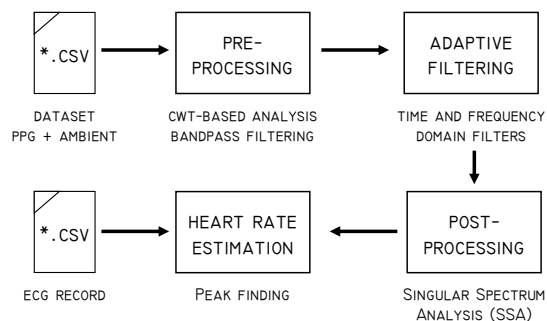 *.CSV
PRE-
PROCESSING
ADAPTIVE
FILTERING
DATASET
PPG + AMBIENT
CWT-BASED ANALYSIS
BANDPASS FILTERING
TIME AND FREQUENCY
DOMAIN FILTERS
*.CSV
HEART RATE
ESTIMATION
POST-
PROCESSING
ECG RECORD
PEAK FINDING
SINGULAR SPECTRUM
ANALYSIS (SSA)